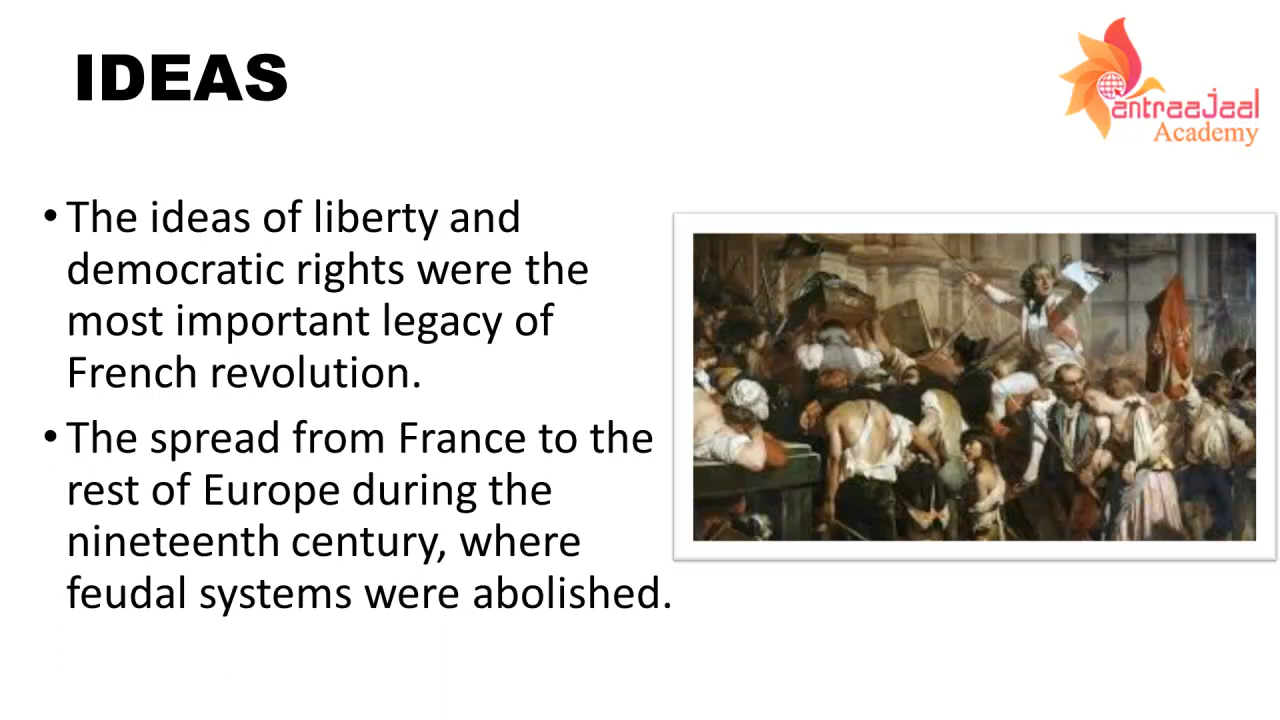 IDEAS
antraajaal
Academy
• The ideas of liberty and
democratic rights were the
most important legacy of
French revolution.
• The spread from France to the
rest of Europe during the
nineteenth century, where
feudal systems were abolished.